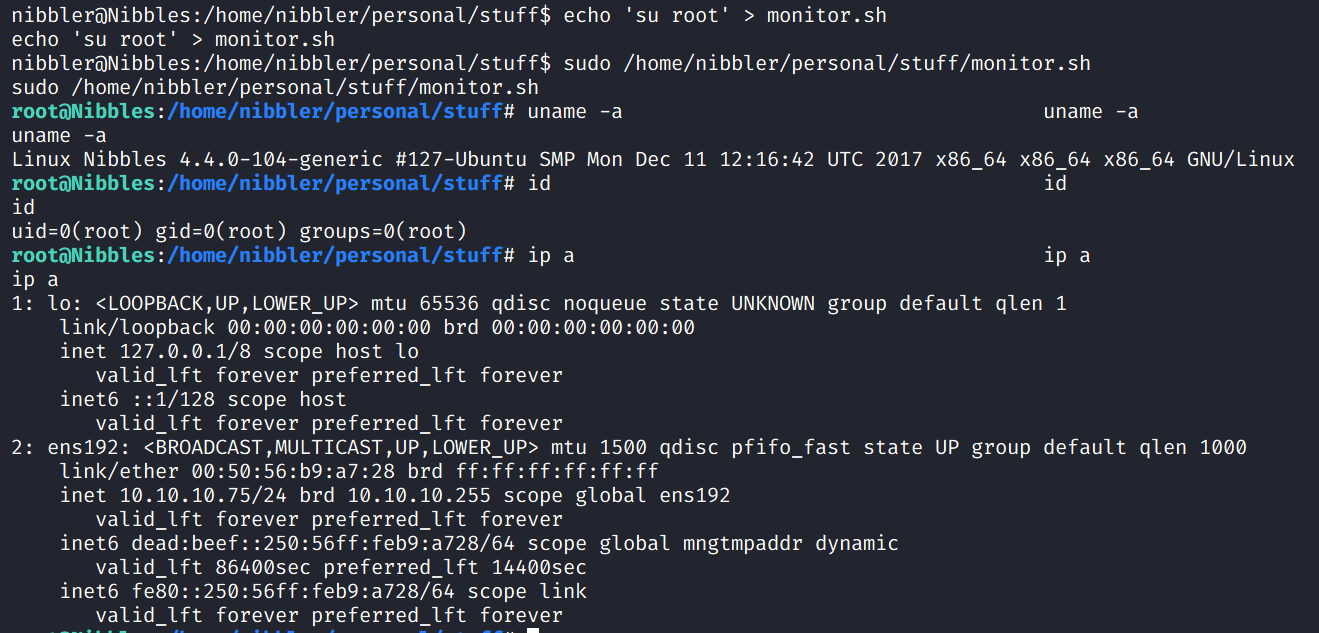 nibbler@Nibbles:/home/nibbler/personal/stuff$ echo 'su root' > monitor.sh
echo 'su root' > monitor.sh
nibbler@Nibbles:/home/nibbler/personal/stuff$ sudo /home/nibbler/personal/stuff/monitor.sh
sudo /home/nibbler/personal/stuff/monitor.sh
root@Nibbles:/home/nibbler/personal/stuff# uname -a                                   uname -a
uname -a
Linux Nibbles 4.4.0-104-generic #127-Ubuntu SMP Mon Dec 11 12:16:42 UTC 2017 x86_64 x86_64 x86_64 GNU/Linux
root@Nibbles:/home/nibbler/personal/stuff# id                                         id
id
uid=0(root) gid=0(root) groups=0(root)
root@Nibbles:/home/nibbler/personal/stuff# ip a                                       ip a
ip a
1: lo: <LOOPBACK,UP,LOWER_UP> mtu 65536 qdisc noqueue state UNKNOWN group default qlen 1
    link/loopback 00:00:00:00:00:00 brd 00:00:00:00:00:00
    inet 127.0.0.1/8 scope host lo
       valid_lft forever preferred_lft forever
    inet6 ::1/128 scope host
       valid_lft forever preferred_lft forever
2: ens192: <BROADCAST,MULTICAST,UP,LOWER_UP> mtu 1500 qdisc pfifo_fast state UP group default qlen 1000
    link/ether 00:50:56:b9:a7:28 brd ff:ff:ff:ff:ff:ff
    inet 10.10.10.75/24 brd 10.10.10.255 scope global ens192
       valid_lft forever preferred_lft forever
    inet6 dead:beef::250:56ff:feb9:a728/64 scope global mngtmpaddr dynamic
       valid_lft 86400sec preferred_lft 14400sec
    inet6 fe80::250:56ff:feb9:a728/64 scope link
       valid_lft forever preferred_lft forever